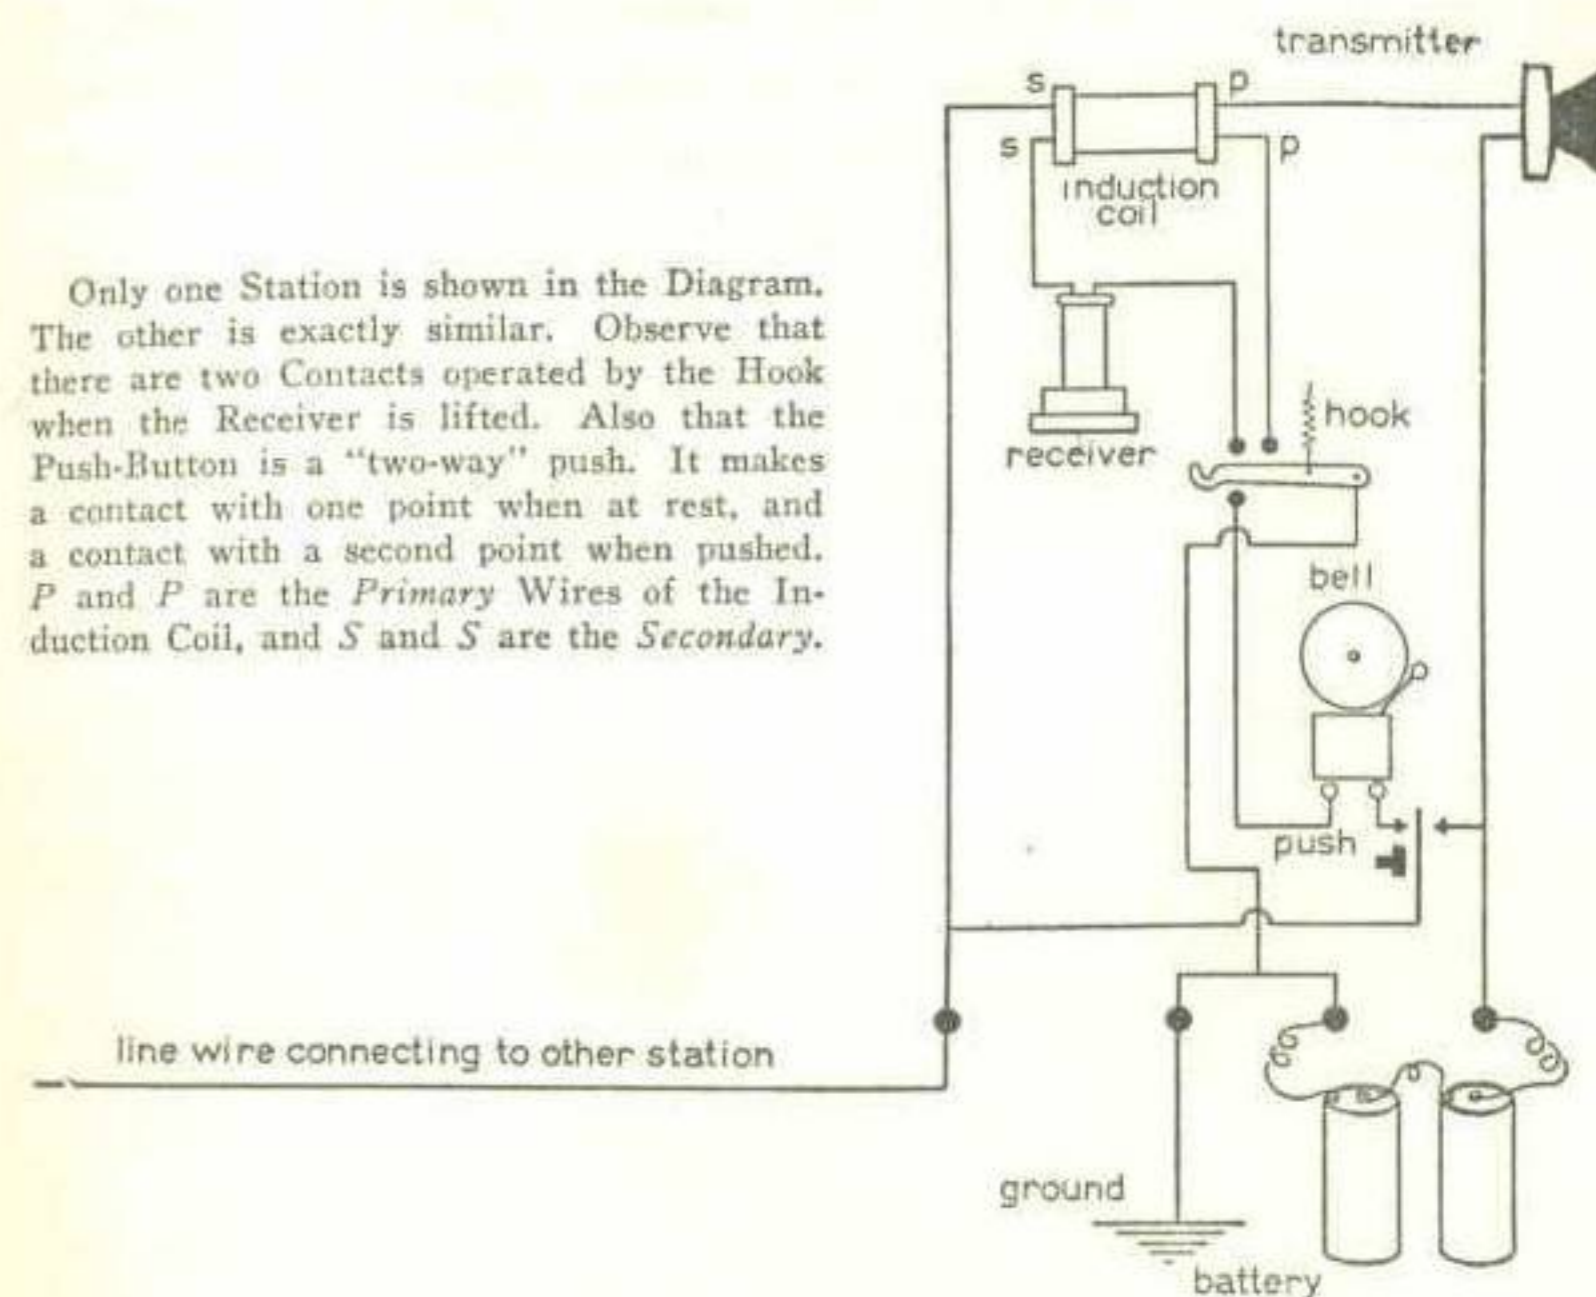 transmitter
s
p
s
p
induction
coil
Only one Station is shown in the Diagram.
The other is exactly similar. Observe that
there are two Contacts operated by the Hook
when the Receiver is lifted. Also that the
Push-Button is a "two-way" push. It makes
a contact with one point when at rest, and
a contact with a second point when pushed.
P and P are the Primary Wires of the In-
duction Coil, and S and S are the Secondary.
hook
receiver
bell
push
line wire connecting to other station
ground
battery